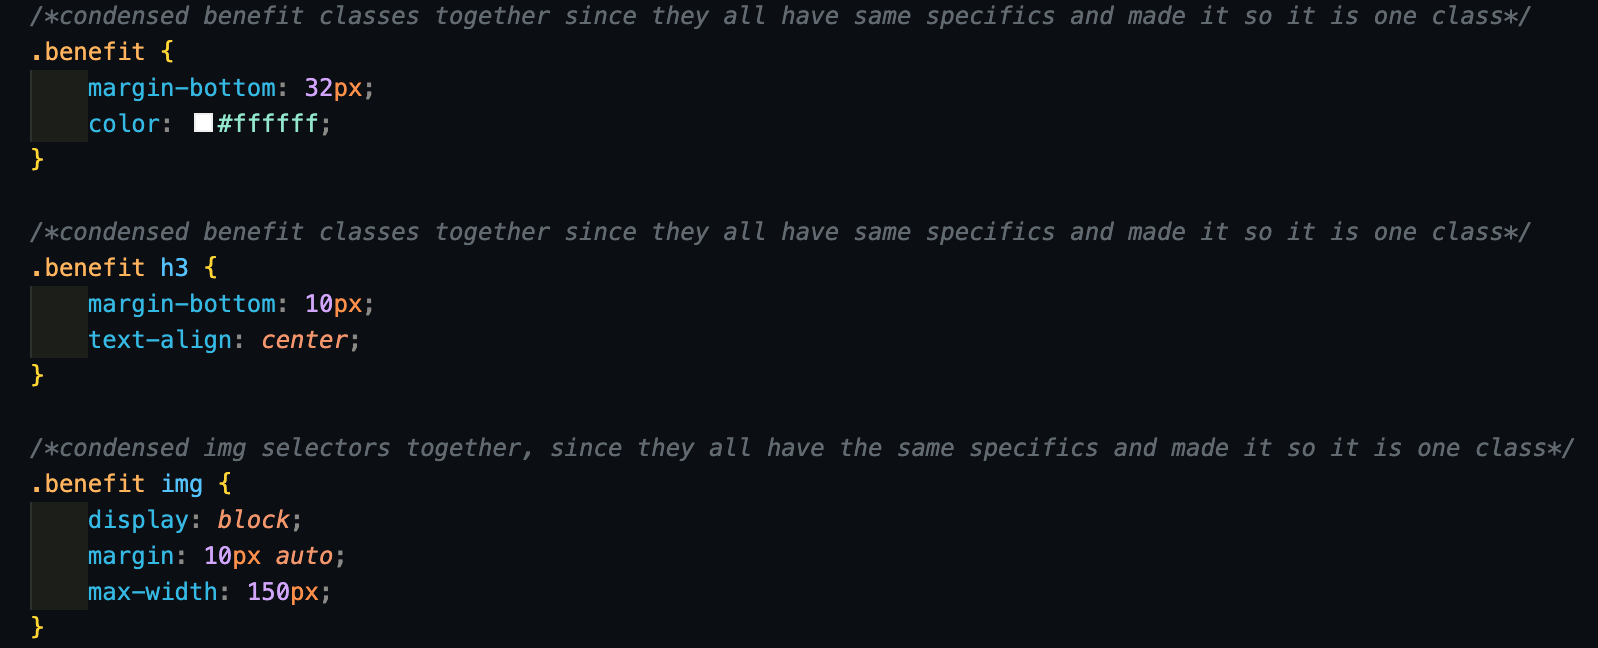 /*condensed benefit classes together since they all have same specifics and made it so it is one class*/
.benefit {
    margin-bottom: 32px;
    color: #ffffff;
}

/*condensed benefit classes together since they all have same specifics and made it so it is one class*/
.benefit h3 {
    margin-bottom: 10px;
    text-align: center;
}

/*condensed img selectors together, since they all have the same specifics and made it so it is one class*/
.benefit img {
    display: block;
    margin: 10px auto;
    max-width: 150px;
}